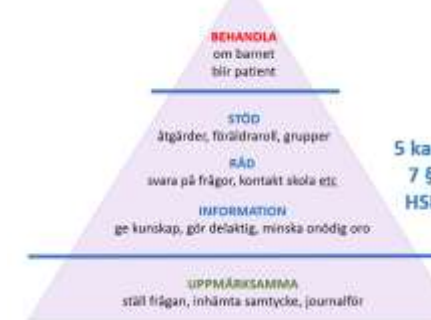 BEHANDLA
om barnet
blir patient
STÖD
åtgärder, föräldraroll, grupper
RÅD
svara på frågor, kontakt skola etc
INFORMATION
ge kunskap, gör delaktig, minska onödig oro
5 ka
7 §
HS
UPPMÄRKSAMMA
ställ frågan, inhämta samtycke, journalför